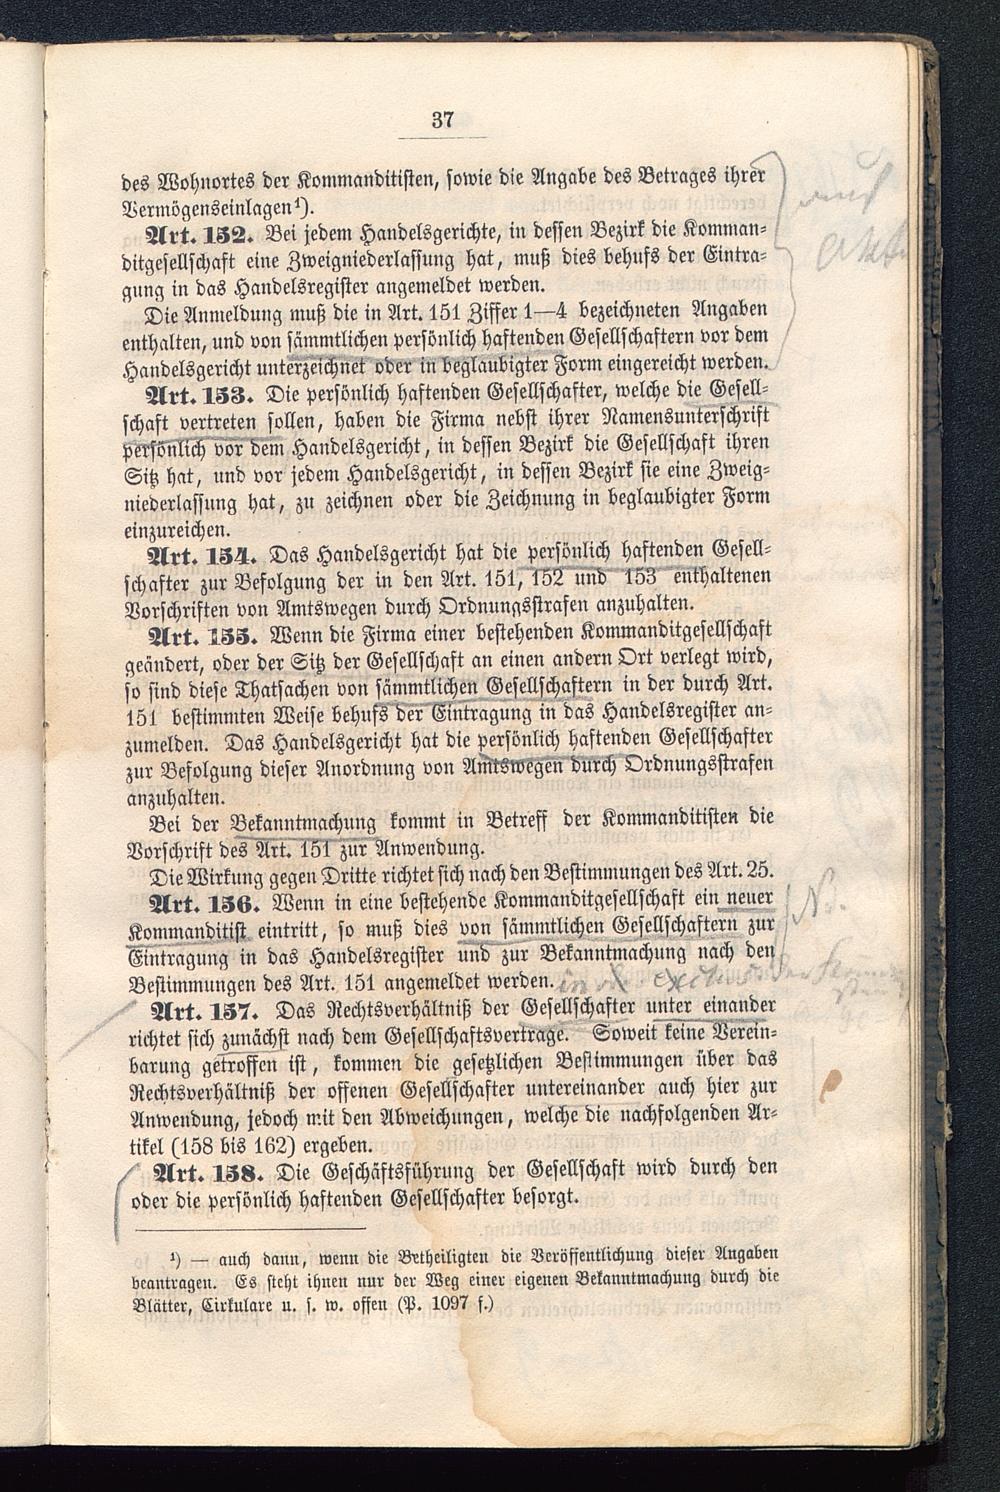 37
des Wohnortes der Kommanditisten, sowie die Angabe des Betrages ihrer
Vermögenseinlagen¹).
Art. 152. Bei jedem Handelsgerichte, in dessen Bezirk die Komman-
ditgesellschaft eine Zweigniederlassung hat, muß dies behufs der Eintra-
gung in das Handelsregister angemeldet werden.
Die Anmeldung muß die in Art. 151 Ziffer 1—4 bezeichneten Angaben
enthalten, und von sämmtlichen persönlich haftenden Gesellschaftern vor dem
Handelsgericht unterzeichnet oder in beglaubigter Form eingereicht werden.
Art. 153. Die persönlich haftenden Gesellschafter, welche die Gesell-
schaft vertreten sollen, haben die Firma nebst ihrer Namensunterschrift
persönlich vor dem Handelsgericht, in dessen Bezirk die Gesellschaft ihren
Sitz hat, und vor jedem Handelsgericht, in dessen Bezirk sie eine Zweig-
niederlassung hat, zu zeichnen oder die Zeichnung in beglaubigter Form
einzureichen.
Art. 154. Das Handelsgericht hat die persönlich haftenden Gesell-
schafter zur Befolgung der in den Art. 151, 152 und 153 enthaltenen
Vorschriften von Amtswegen durch Ordnungsstrafen anzuhalten.
Art. 155. Wenn die Firma einer bestehenden Kommanditgesellschaft
geändert, oder der Sitz der Gesellschaft an einen andern Ort verlegt wird,
so sind diese Thatsachen von sämmtlichen Gesellschaftern in der durch Art.
151 bestimmten Weise behufs der Eintragung in das Handelsregister an-
zumelden. Das Handelsgericht hat die persönlich haftenden Gesellschafter
zur Befolgung dieser Anordnung von Amtswegen durch Ordnungsstrafen
anzuhalten.
Bei der Bekanntmachung kommt in Betreff der Kommanditisten die
Vorschrift des Art. 151 zur Anwendung.
Die Wirkung gegen Dritte richtet sich nach den Bestimmungen des Art. 25.
Art. 156. Wenn in eine bestehende Kommanditgesellschaft ein neuer
Kommanditist eintritt, so muß dies von sämmtlichen Gesellschaftern zur
Eintragung in das Handelsregister und zur Bekanntmachung nach den
Bestimmungen des Art. 151 angemeldet werden.
Art. 157. Das Rechtsverhältniß der Gesellschafter unter einander
richtet sich zunächst nach dem Gesellschaftsvertrage. Soweit keine Verein-
barung getroffen ist, kommen die gesetzlichen Bestimmungen über das
Rechtsverhältniß der offenen Gesellschafter untereinander auch hier zur
Anwendung, jedoch mit den Abweichungen, welche die nachfolgenden Ar-
tikel (158 bis 162) ergeben.
Art. 158. Die Geschäftsführung der Gesellschaft wird durch den
oder die persönlich haftenden Gesellschafter besorgt.
¹) — auch dann, wenn die Betheiligten die Veröffentlichung dieser Angaben
beantragen. Es steht ihnen nur der Weg einer eigenen Bekanntmachung durch die
Blätter, Cirkulare u. s. w. offen (P. 1097 f.)